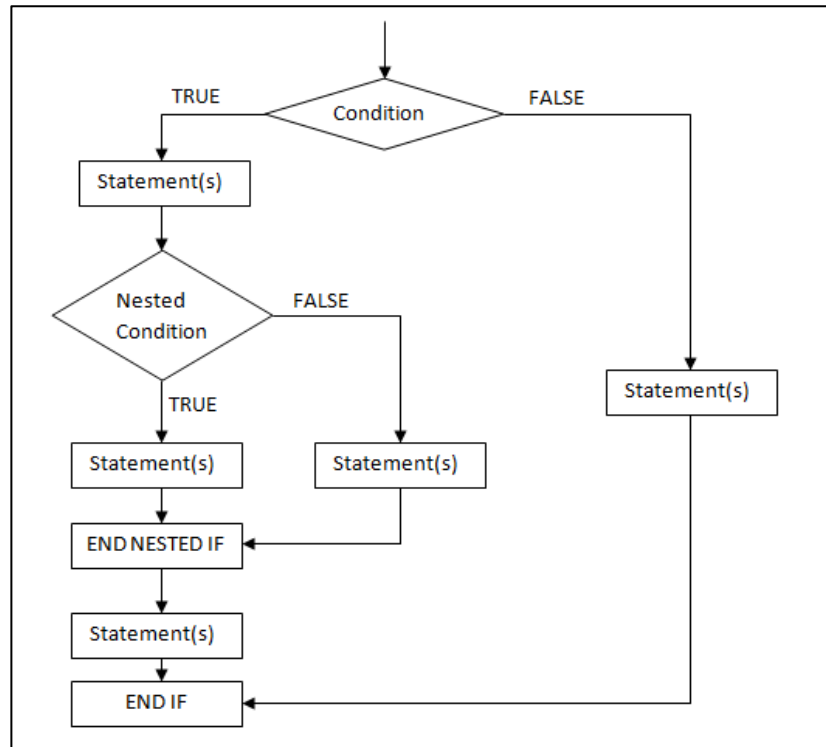 TRUE
Condition
FALSE
Statement(s)
Nested
Condition
FALSE
TRUE
Statement(s)
Statement(s)
Statement(s)
END NESTED IF
Statement(s)
END IF